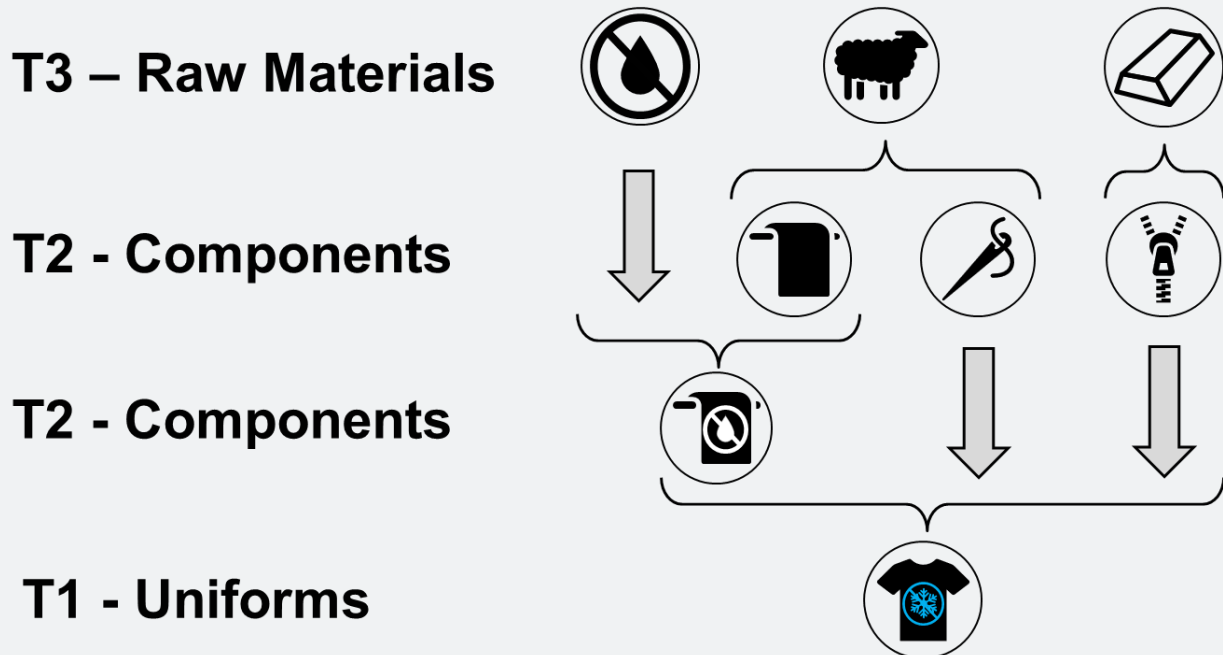 T3 – Raw Materials
T2 - Components
T2 - Components
T1 - Uniforms